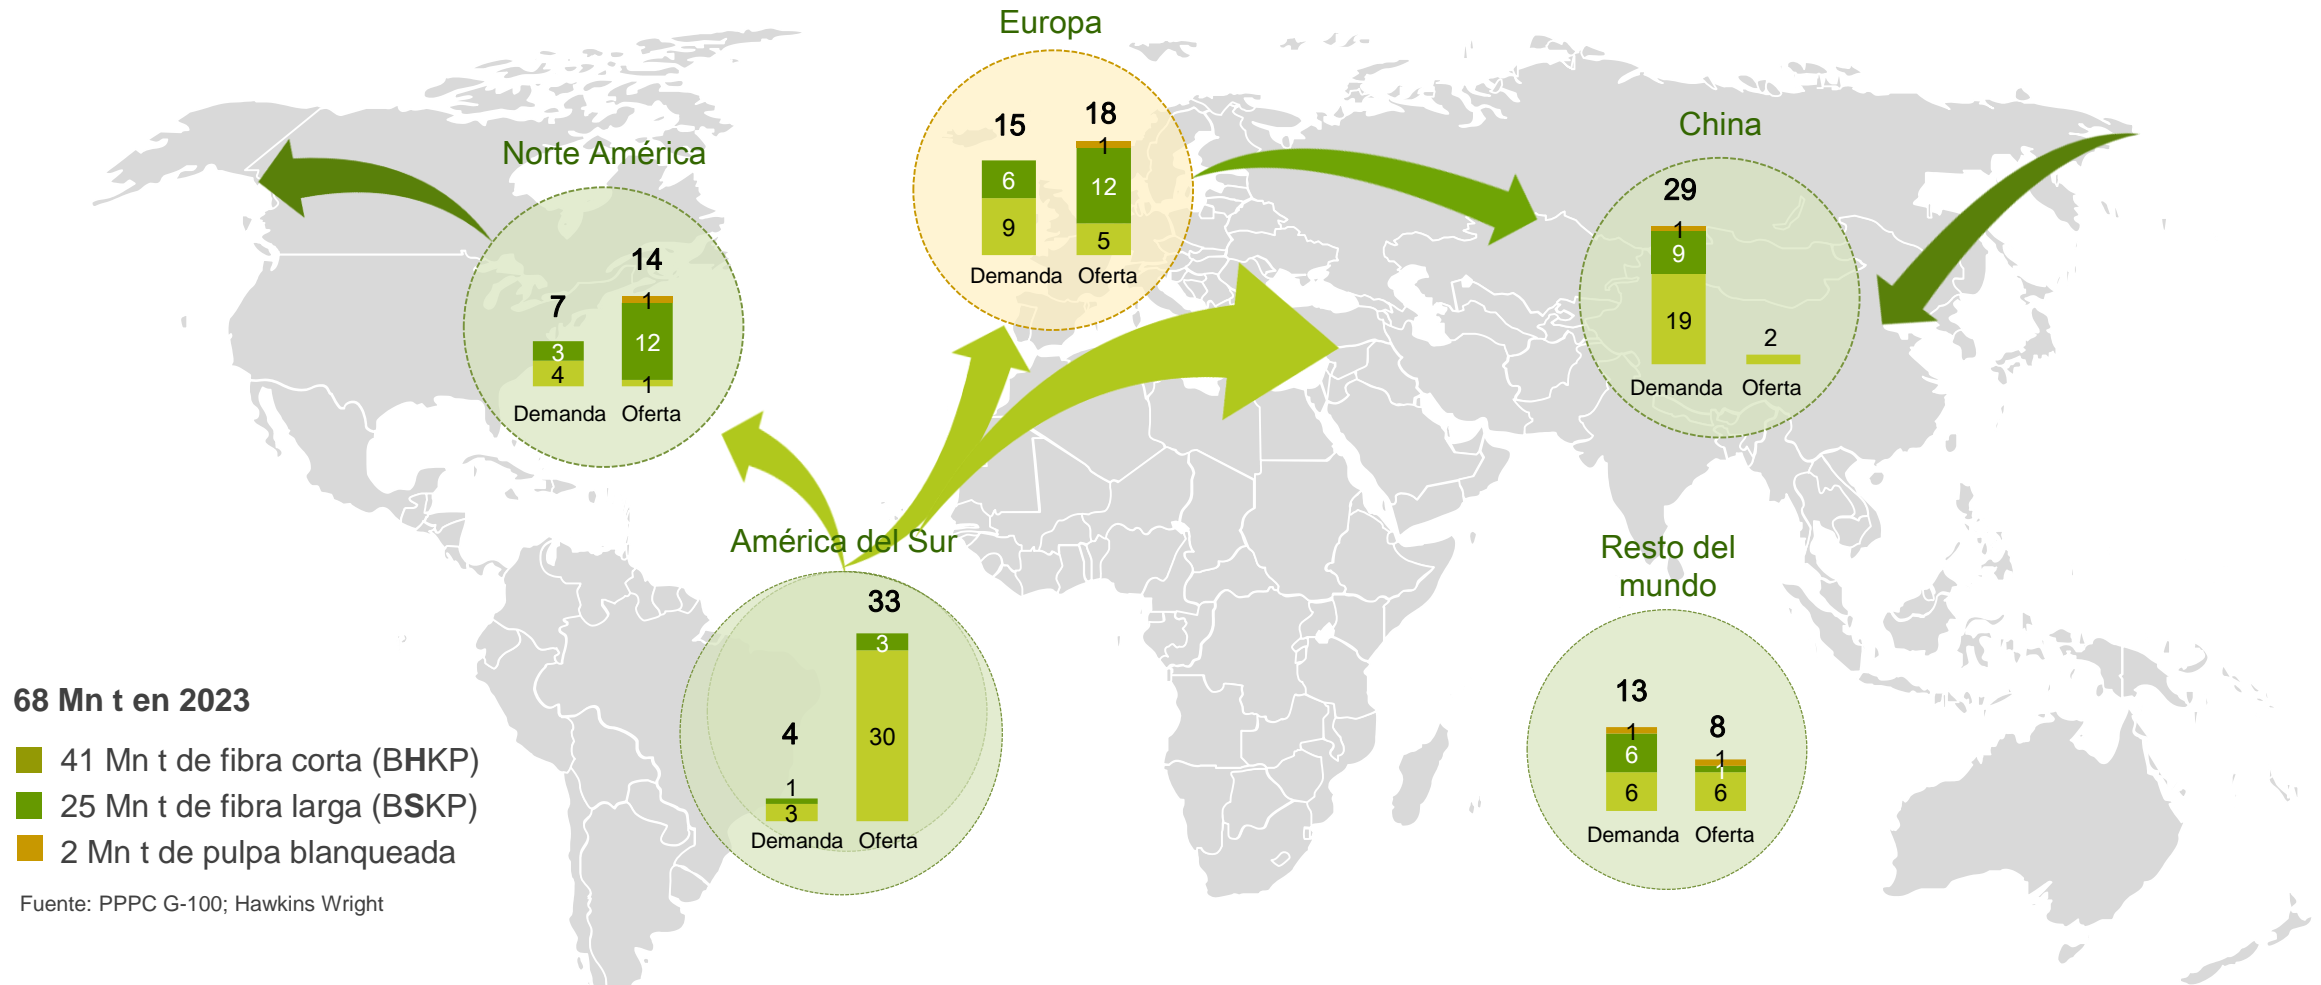 Europa
15
18
1
6
12
9
5
Demanda Oferta
China
29
1
9
19
2
Demanda Oferta
Norte América
14
7
1
3
12
4
1
Demanda Oferta
América del Sur
33
3
4
30
1
3
Demanda Oferta
Resto del
mundo
13
8
1
1
6
1
6
6
Demanda Oferta
68 Mn t en 2023
41 Mn t de fibra corta (BHKP)
25 Mn t de fibra larga (BSKP)
2 Mn t de pulpa blanqueada
Fuente: PPPC G-100; Hawkins Wright